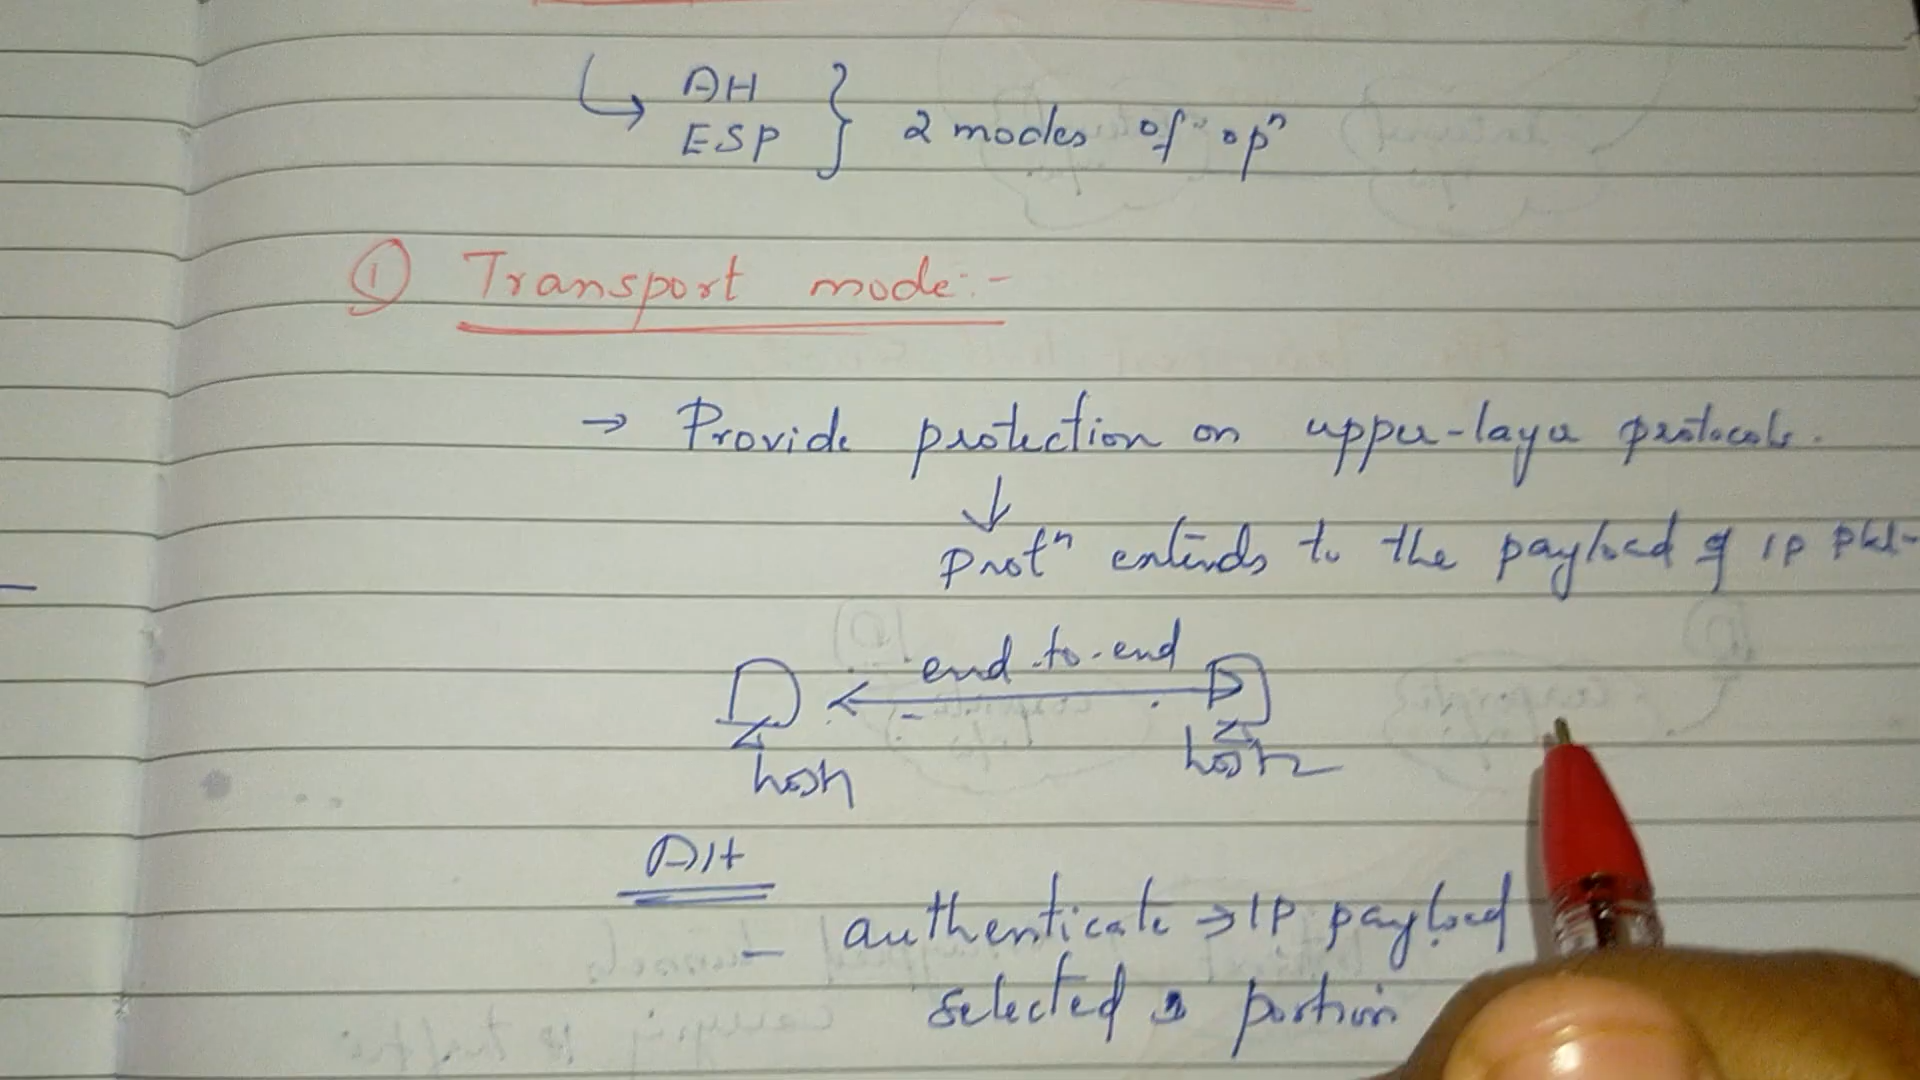 ↳ AH
ESP } 2 modes of opⁿ
① Transport mode:-
→ Provide protection on upper-layer protocols.
↓
Protⁿ extends to the payload of IP pkt-
end-to-end
host1 host2
AH
- authenticate → IP payload
selected portion